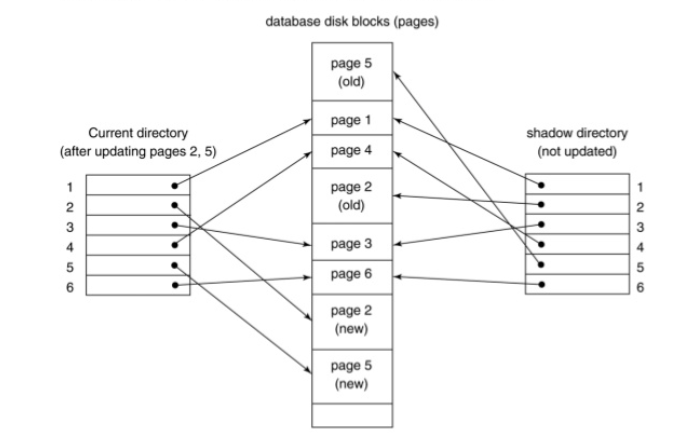 database disk blocks (pages)
page 5
(old)
page 1
page 4
page 2
(old)
page 3
page 6
page 2
(new)
page 5
(new)
Current directory
(after updating pages 2, 5)
1
2
3
4
5
6
shadow directory
(not updated)
1
2
3
4
5
6